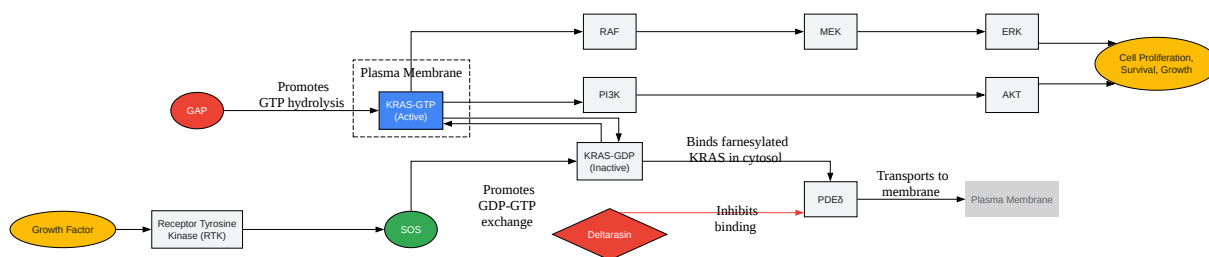 RAF
MEK
ERK
Cell Proliferation,
Survival, Growth
Plasma Membrane
Promotes
GTP hydrolysis
GAP
KRAS-GTP
(Active)
PI3K
AKT
KRAS-GDP
(Inactive)
Binds farnesylated
KRAS in cytosol
Promotes
GDP-GTP
exchange
PDEδ
Transports to
membrane
Plasma Membrane
Growth Factor
Receptor Tyrosine
Kinase (RTK)
SOS
Deltarasin
Inhibits
binding